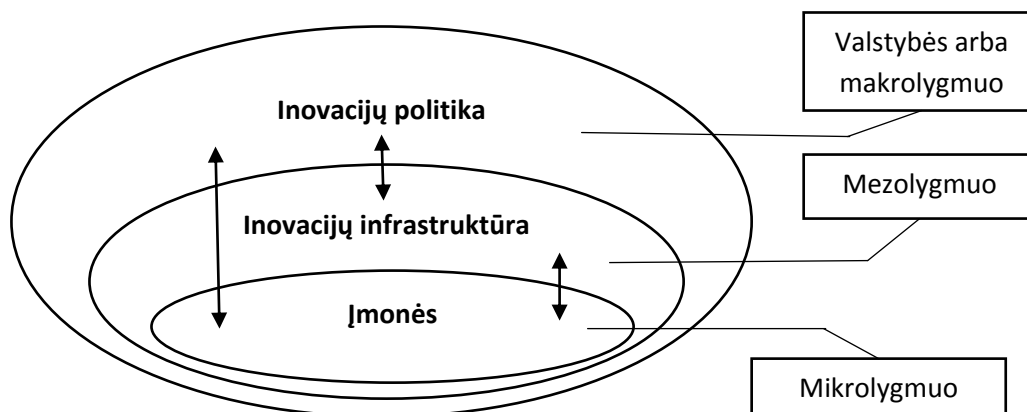 Valstybės arba
makrolygmuo
Inovacijų politika
Mezolygmuo
Inovacijų infrastruktūra
Įmonės
Mikrolygmuo